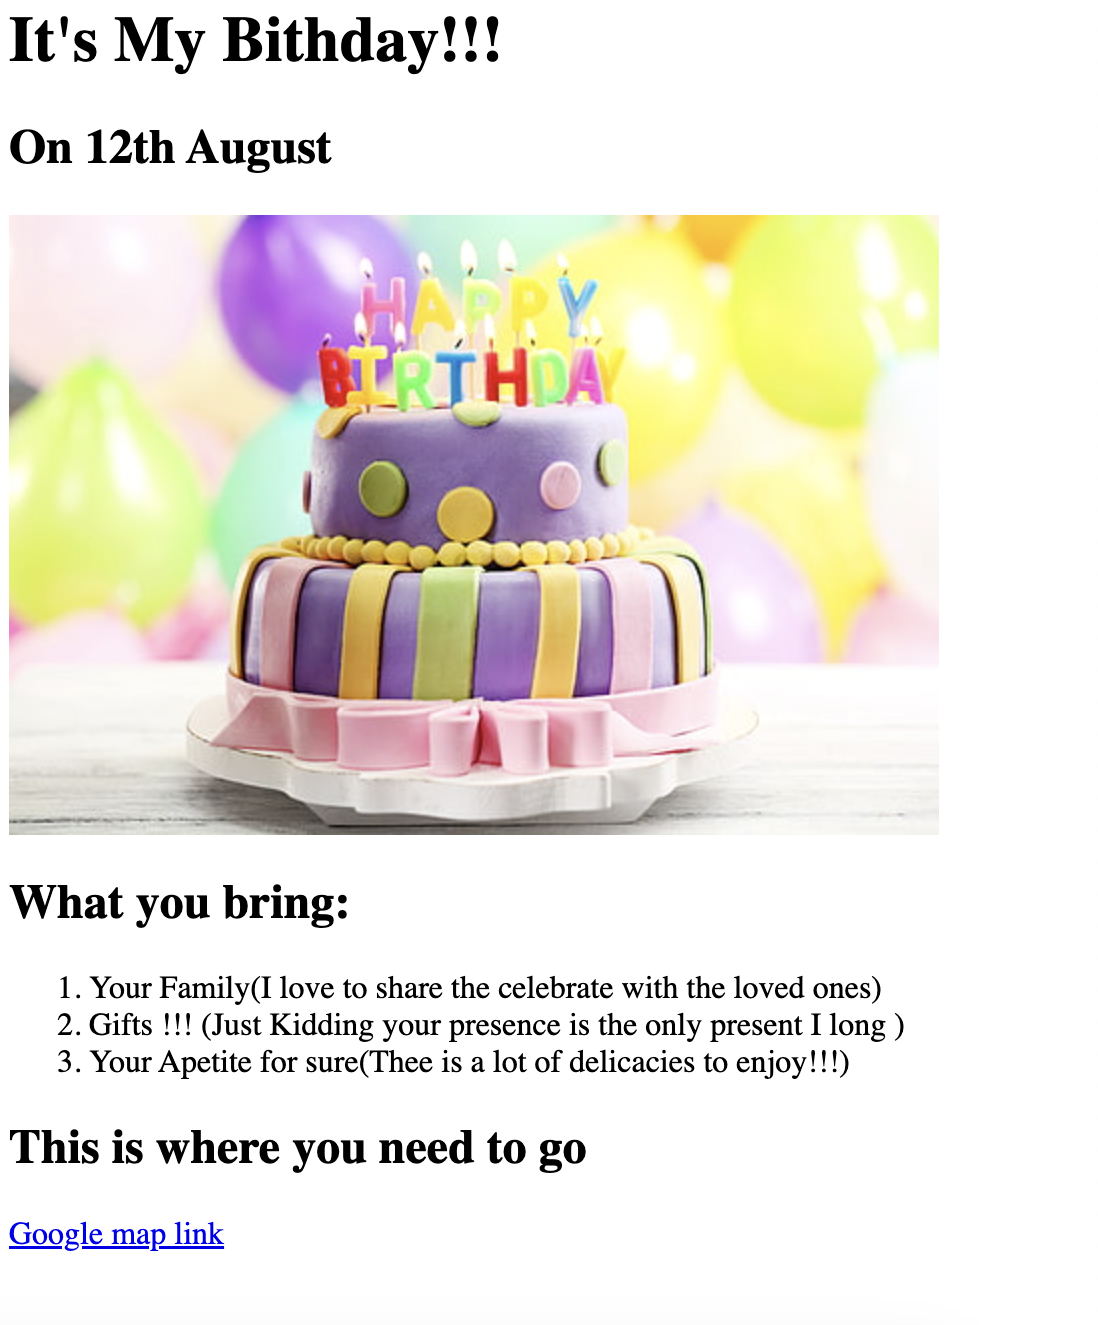 It's My Bithday!!!
On 12th August
HAPPY
BIRTHDAY
What you bring:
1. Your Family(I love to share the celebrate with the loved ones)
2. Gifts !!! (Just Kidding your presence is the only present I long )
3. Your Apetite for sure(Thee is a lot of delicacies to enjoy!!!)
This is where you need to go
Google map link